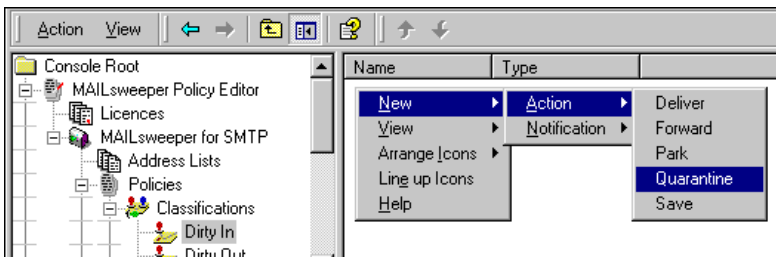 Action View
Console Root
MAILsweeper Policy Editor
Licences
MAILsweeper for SMTP
Address Lists
Policies
Classifications
Dirty In
Dirty Out
Name Type
New
View
Arrange Icons
Line up Icons
Help
Action
Notification
Deliver
Forward
Park
Quarantine
Save